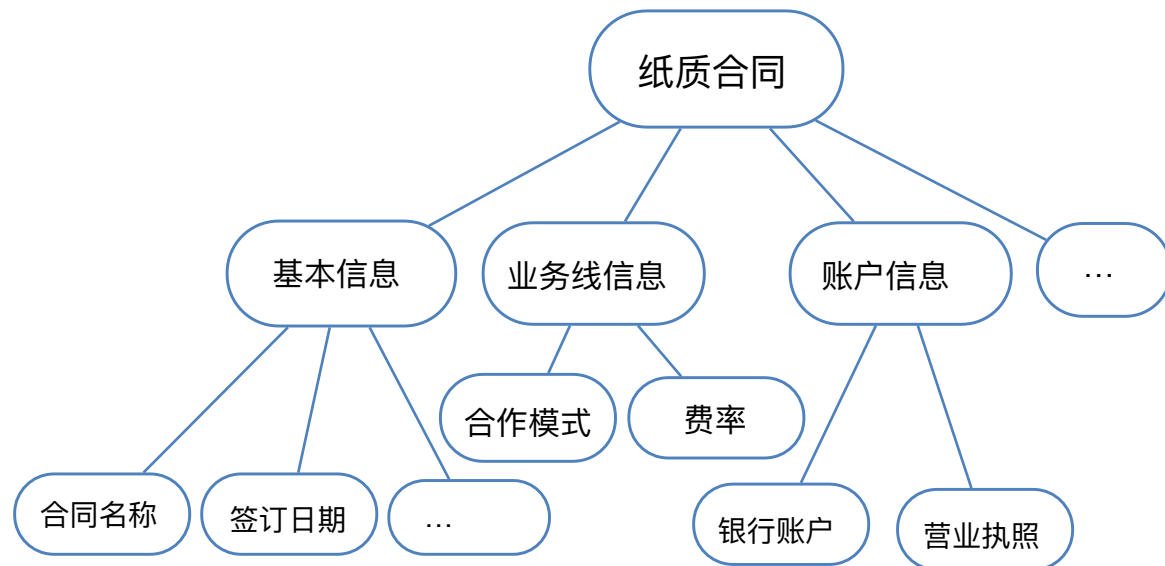 纸质合同
基本信息
业务线信息
账户信息
…
合作模式
费率
合同名称
签订日期
…
银行账户
营业执照